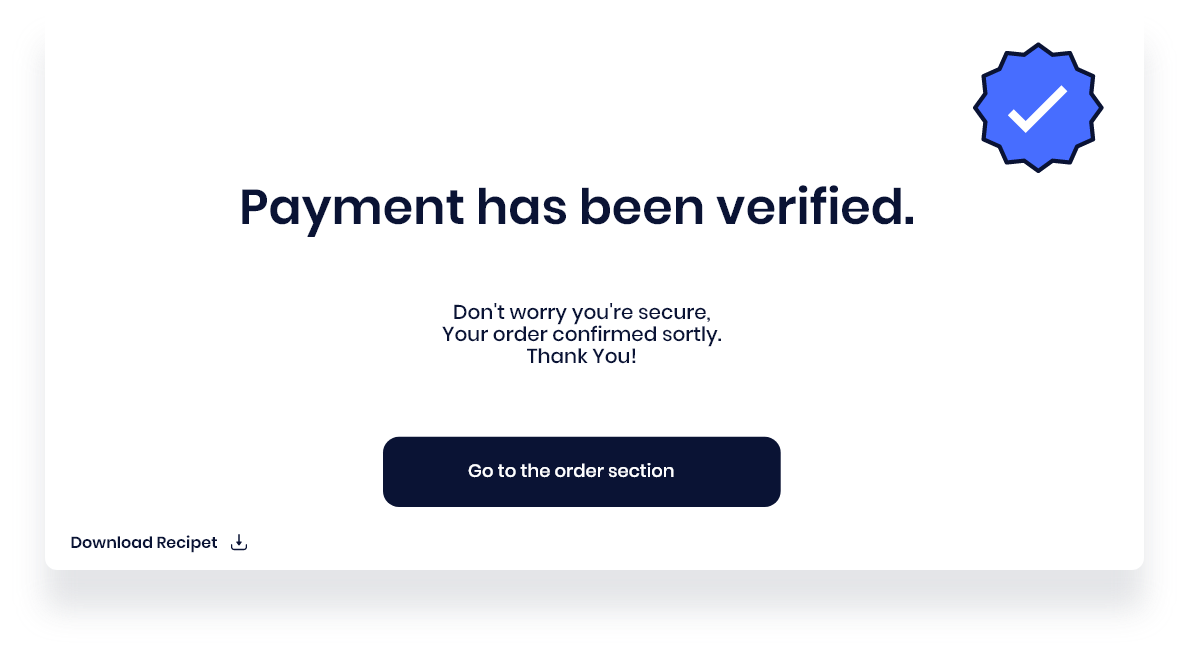 Payment has been verified.
Don't worry you're secure,
Your order confirmed sortly.
Thank You!
Go to the order section
Download Recipet